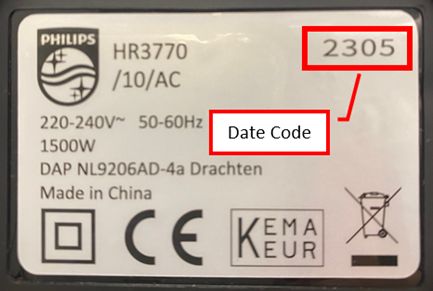 PHILIPS
HR3770
/10/AC
2305
Date Code
220-240V~ 50-60Hz
1500W
DAP NL9206AD-4a Drachten
Made in China
CE
KEMA
KEUR